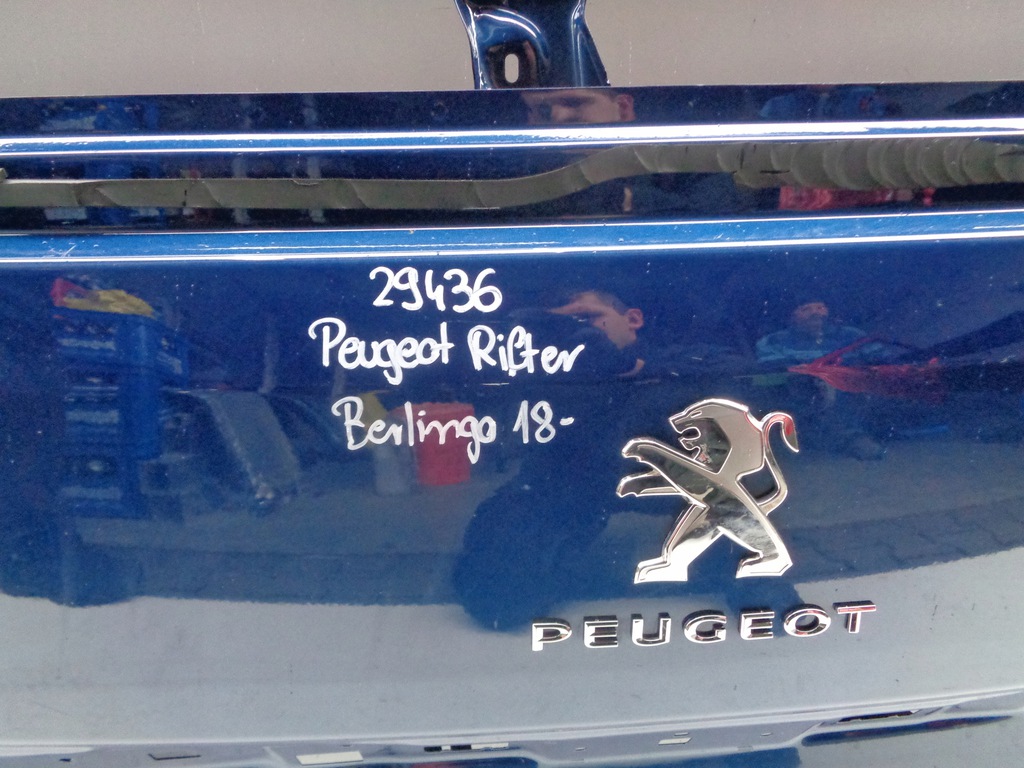 29436
Peugeot Rifter
Berlingo 18-
PEUGEOT